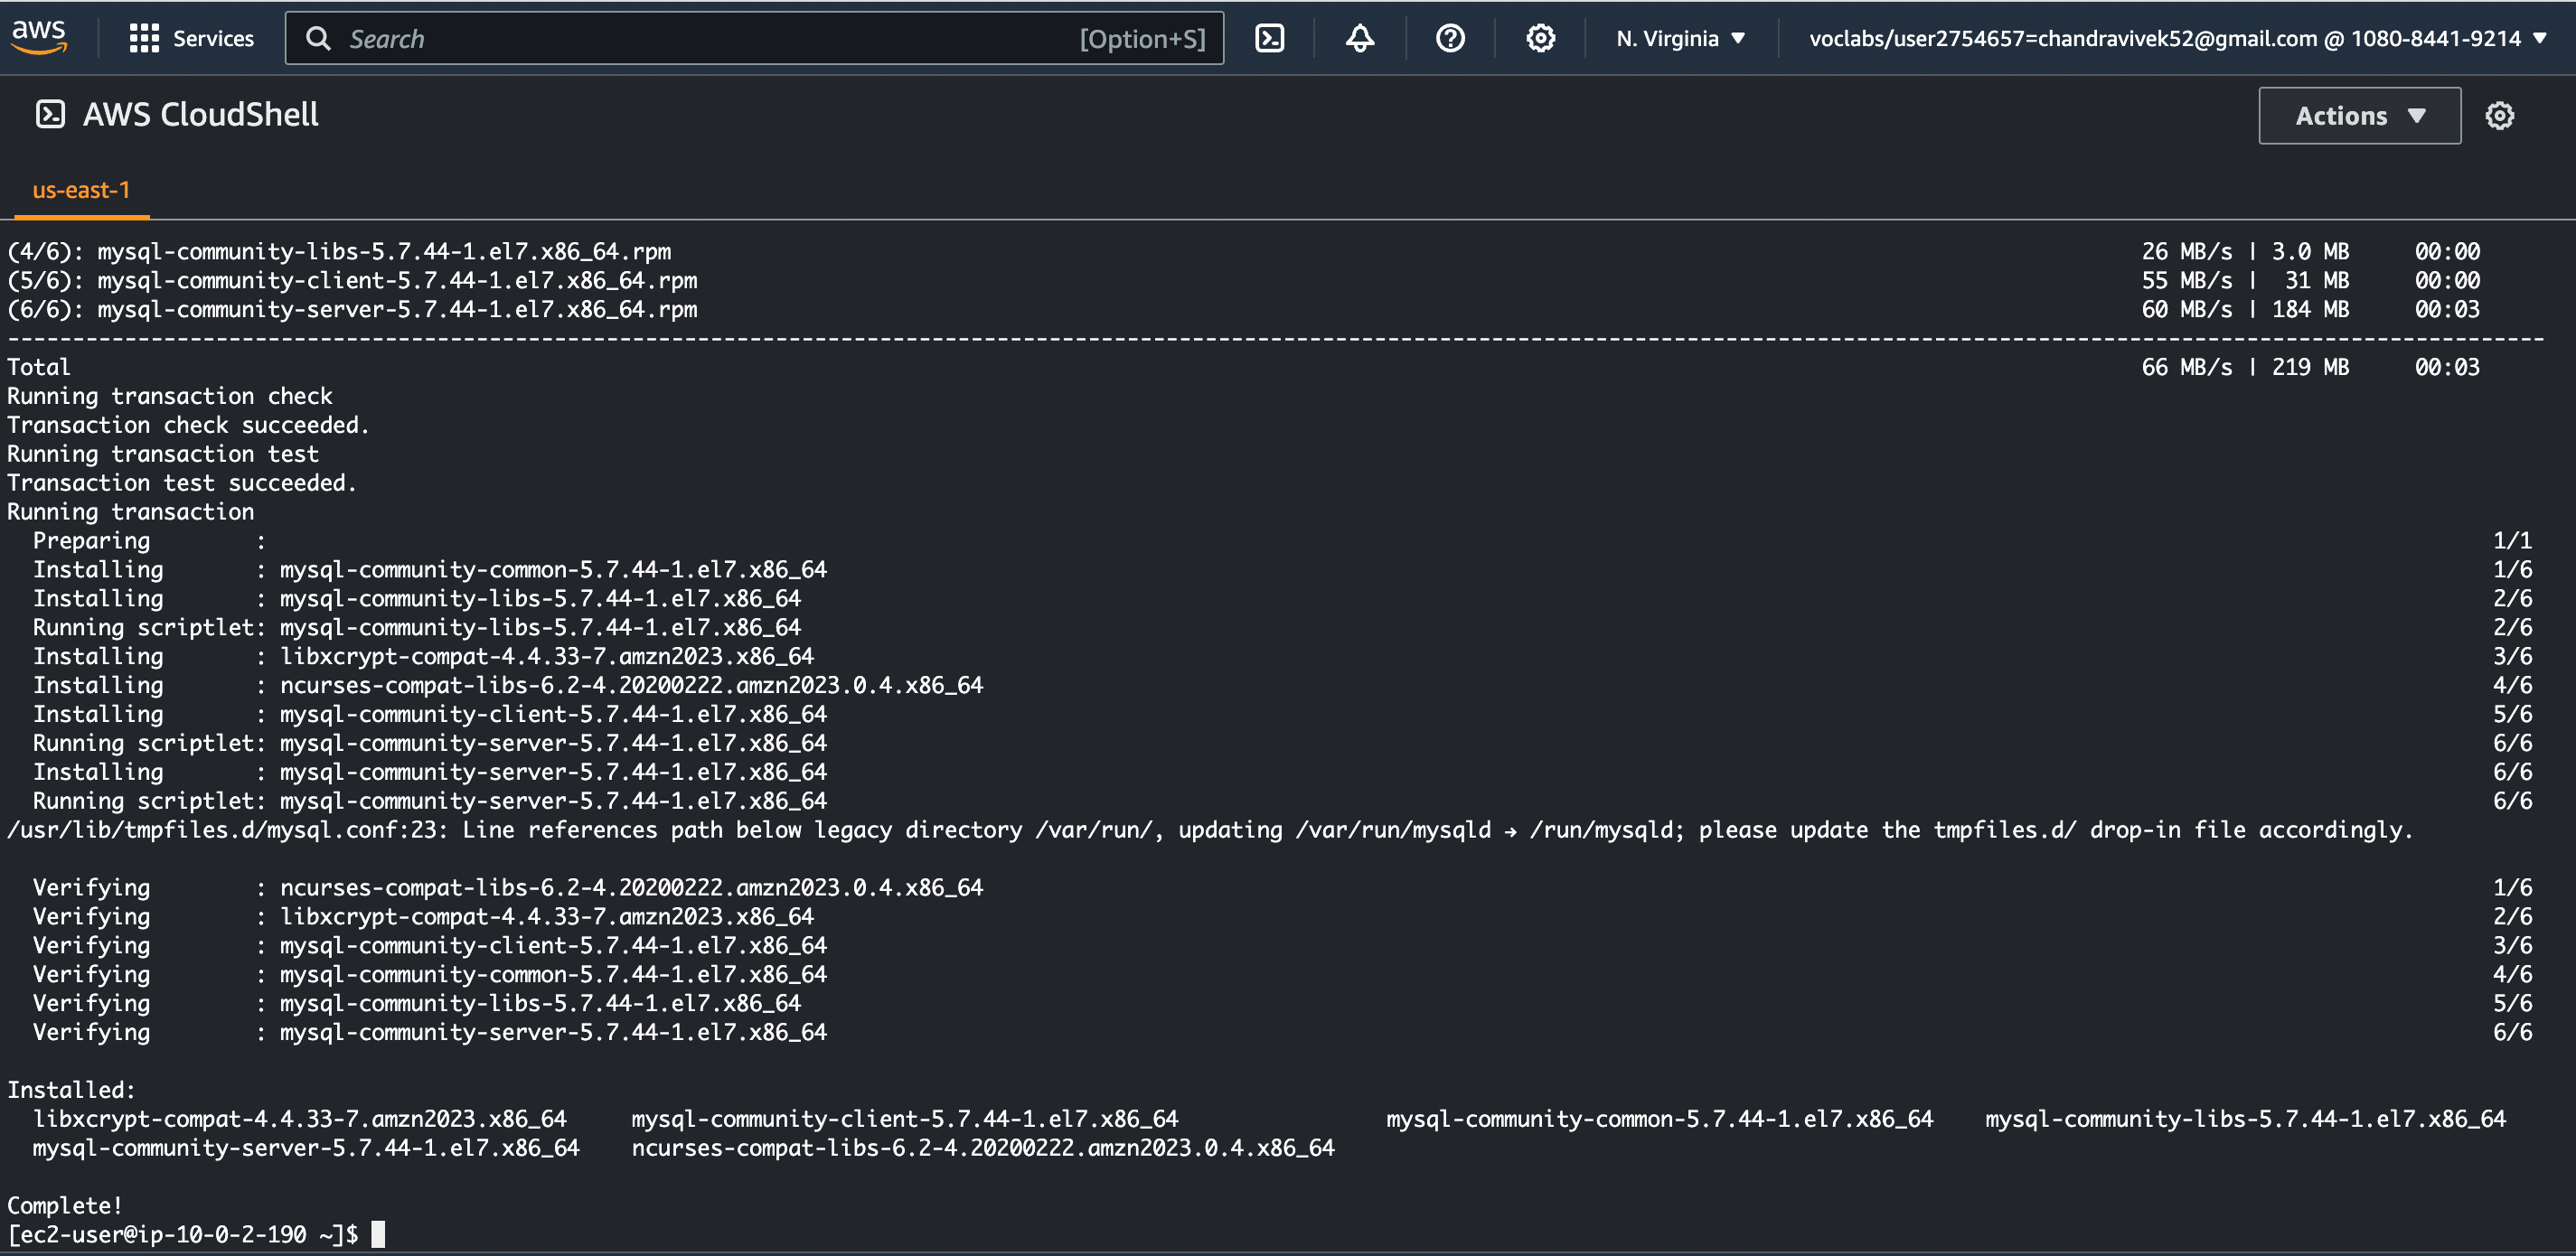 aws Services Search [Option+S] N. Virginia voclabs/user2754657=chandravivek52@gmail.com @ 1080-8441-9214
AWS CloudShell Actions
us-east-1
(4/6): mysql-community-libs-5.7.44-1.el7.x86_64.rpm 26 MB/s | 3.0 MB 00:00
(5/6): mysql-community-client-5.7.44-1.el7.x86_64.rpm 55 MB/s | 31 MB 00:00
(6/6): mysql-community-server-5.7.44-1.el7.x86_64.rpm 60 MB/s | 184 MB 00:03
--------------------------------------------------------------------------------
Total 66 MB/s | 219 MB 00:03
Running transaction check
Transaction check succeeded.
Running transaction test
Transaction test succeeded.
Running transaction
Preparing : 1/1
Installing : mysql-community-common-5.7.44-1.el7.x86_64 1/6
Installing : mysql-community-libs-5.7.44-1.el7.x86_64 2/6
Running scriptlet: mysql-community-libs-5.7.44-1.el7.x86_64 2/6
Installing : libxcrypt-compat-4.4.33-7.amzn2023.x86_64 3/6
Installing : ncurses-compat-libs-6.2-4.20200222.amzn2023.0.4.x86_64 4/6
Installing : mysql-community-client-5.7.44-1.el7.x86_64 5/6
Running scriptlet: mysql-community-server-5.7.44-1.el7.x86_64 6/6
Installing : mysql-community-server-5.7.44-1.el7.x86_64 6/6
Running scriptlet: mysql-community-server-5.7.44-1.el7.x86_64 6/6
/usr/lib/tmpfiles.d/mysql.conf:23: Line references path below legacy directory /var/run/, updating /var/run/mysqld → /run/mysqld; please update the tmpfiles.d/ drop-in file accordingly.
Verifying : ncurses-compat-libs-6.2-4.20200222.amzn2023.0.4.x86_64 1/6
Verifying : libxcrypt-compat-4.4.33-7.amzn2023.x86_64 2/6
Verifying : mysql-community-client-5.7.44-1.el7.x86_64 3/6
Verifying : mysql-community-common-5.7.44-1.el7.x86_64 4/6
Verifying : mysql-community-libs-5.7.44-1.el7.x86_64 5/6
Verifying : mysql-community-server-5.7.44-1.el7.x86_64 6/6
Installed:
libxcrypt-compat-4.4.33-7.amzn2023.x86_64 mysql-community-client-5.7.44-1.el7.x86_64 mysql-community-common-5.7.44-1.el7.x86_64 mysql-community-libs-5.7.44-1.el7.x86_64
mysql-community-server-5.7.44-1.el7.x86_64 ncurses-compat-libs-6.2-4.20200222.amzn2023.0.4.x86_64
Complete!
[ec2-user@ip-10-0-2-190 ~]$